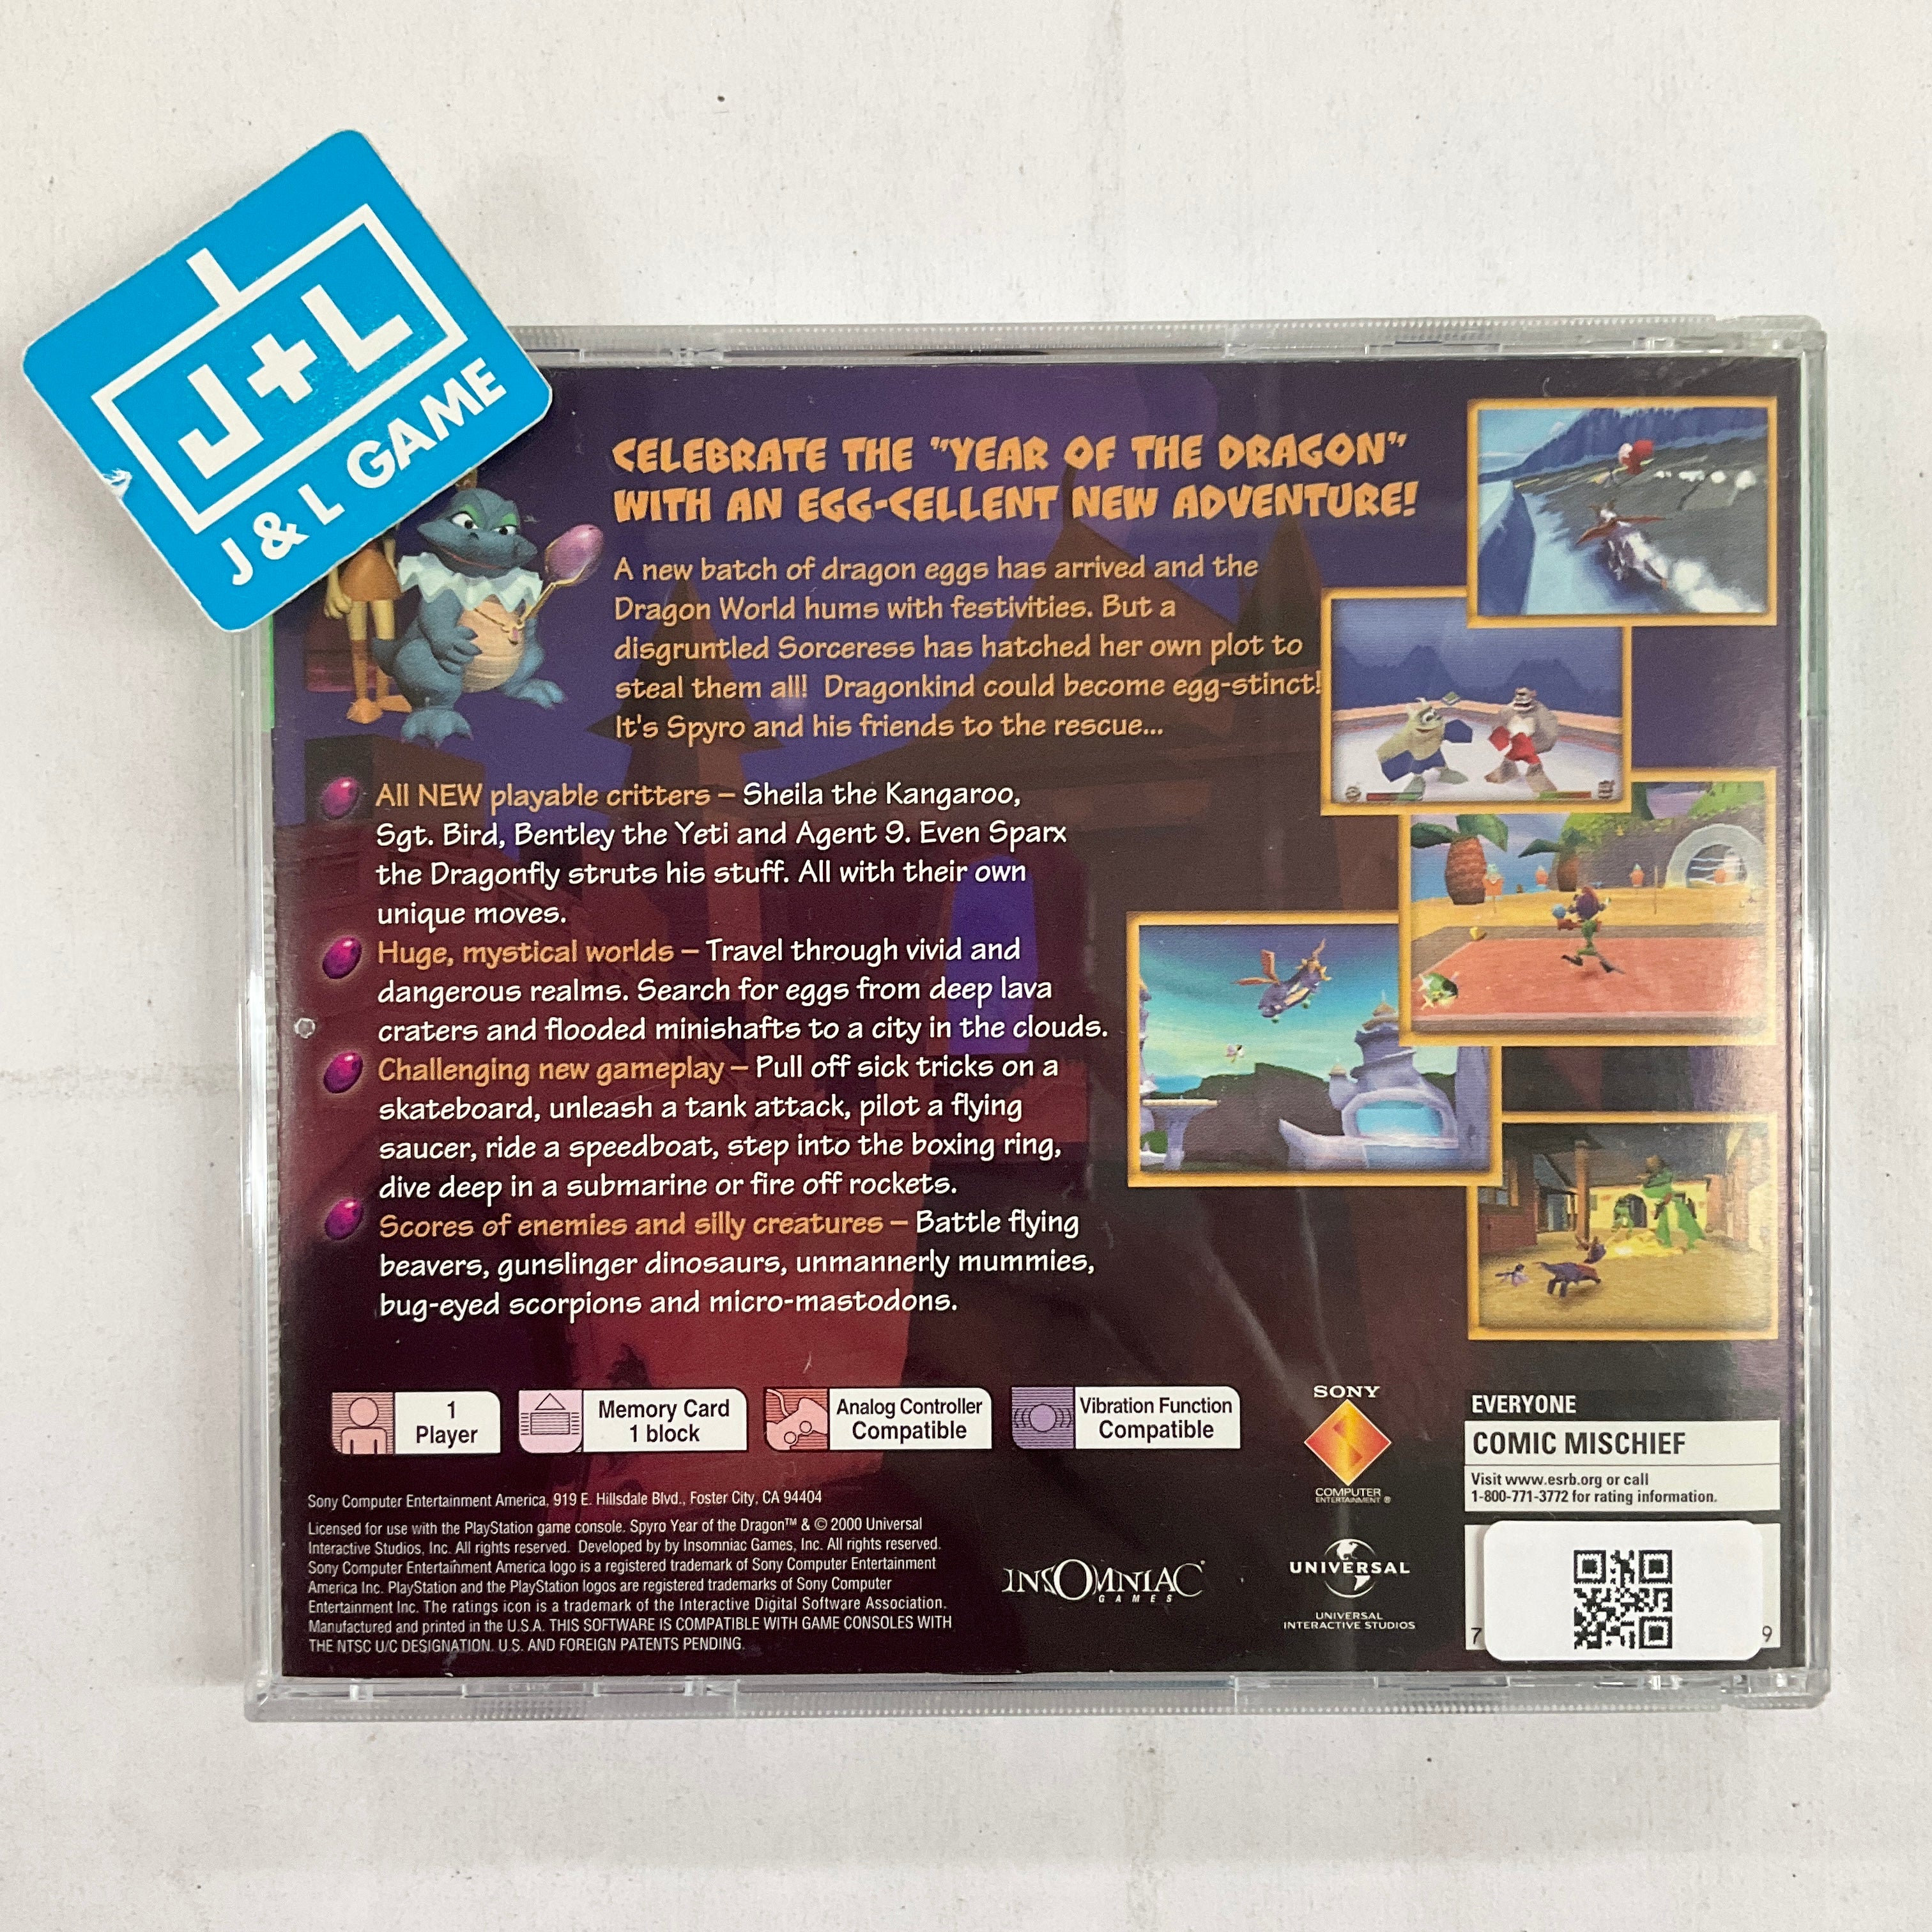 J+L
J & L GAME
CELEBRATE THE "YEAR OF THE DRAGON"
WITH AN EGG-CELLENT NEW ADVENTURE!
A new batch of dragon eggs has arrived and the
Dragon World hums with festivities. But a
disgruntled Sorceress has hatched her own plot to
steal them all! Dragonkind could become egg-stinct!
It's Spyro and his friends to the rescue...
All NEW playable critters – Sheila the Kangaroo,
Sgt. Bird, Bentley the Yeti and Agent 9. Even Sparx
the Dragonfly struts his stuff. All with their own
unique moves.
Huge, mystical worlds – Travel through vivid and
dangerous realms. Search for eggs from deep lava
craters and flooded minishafts to a city in the clouds.
Challenging new gameplay – Pull off sick tricks on a
skateboard, unleash a tank attack, pilot a flying
saucer, ride a speedboat, step into the boxing ring,
dive deep in a submarine or fire off rockets.
Scores of enemies and silly creatures – Battle flying
beavers, gunslinger dinosaurs, unmannerly mummies,
bug-eyed scorpions and micro-mastodons.
1
Player
Memory Card
1 block
Analog Controller
Compatible
Vibration Function
Compatible
SONY
COMPUTER
ENTERTAINMENT ®
EVERYONE
COMIC MISCHIEF
Visit www.esrb.org or call
1-800-771-3772 for rating information.
Sony Computer Entertainment America, 919 E. Hillsdale Blvd., Foster City, CA 94404
Licensed for use with the PlayStation game console. Spyro Year of the Dragon™ & © 2000 Universal
Interactive Studios, Inc. All rights reserved. Developed by by Insomniac Games, Inc. All rights reserved.
Sony Computer Entertainment America logo is a registered trademark of Sony Computer Entertainment
America Inc. PlayStation and the PlayStation logos are registered trademarks of Sony Computer
Entertainment Inc. The ratings icon is a trademark of the Interactive Digital Software Association.
Manufactured and printed in the U.S.A. THIS SOFTWARE IS COMPATIBLE WITH GAME CONSOLES WITH
THE NTSC U/C DESIGNATION. U.S. AND FOREIGN PATENTS PENDING.
INSOMNIAC
GAMES
UNIVERSAL
UNIVERSAL
INTERACTIVE STUDIOS
7 9